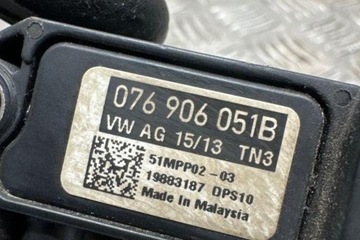 076 906 051B
VW AG 15/13 TN3
51MPP02-03
19883187 DPS10
Made In Malaysia